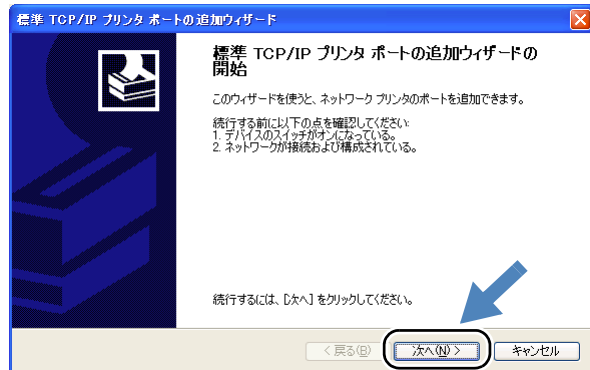 標準 TCP/IP プリンタ ポートの追加ウィザード
標準 TCP/IP プリンタ ポートの追加ウィザードの
開始
このウィザードを使うと、ネットワーク プリンタのポートを追加できます。
続行する前に以下の点を確認してください:
1. デバイスのスイッチがオンになっている。
2. ネットワークが接続および構成されている。
続行するには、[次へ] をクリックしてください。
< 戻る(B)
次へ(N) >
キャンセル